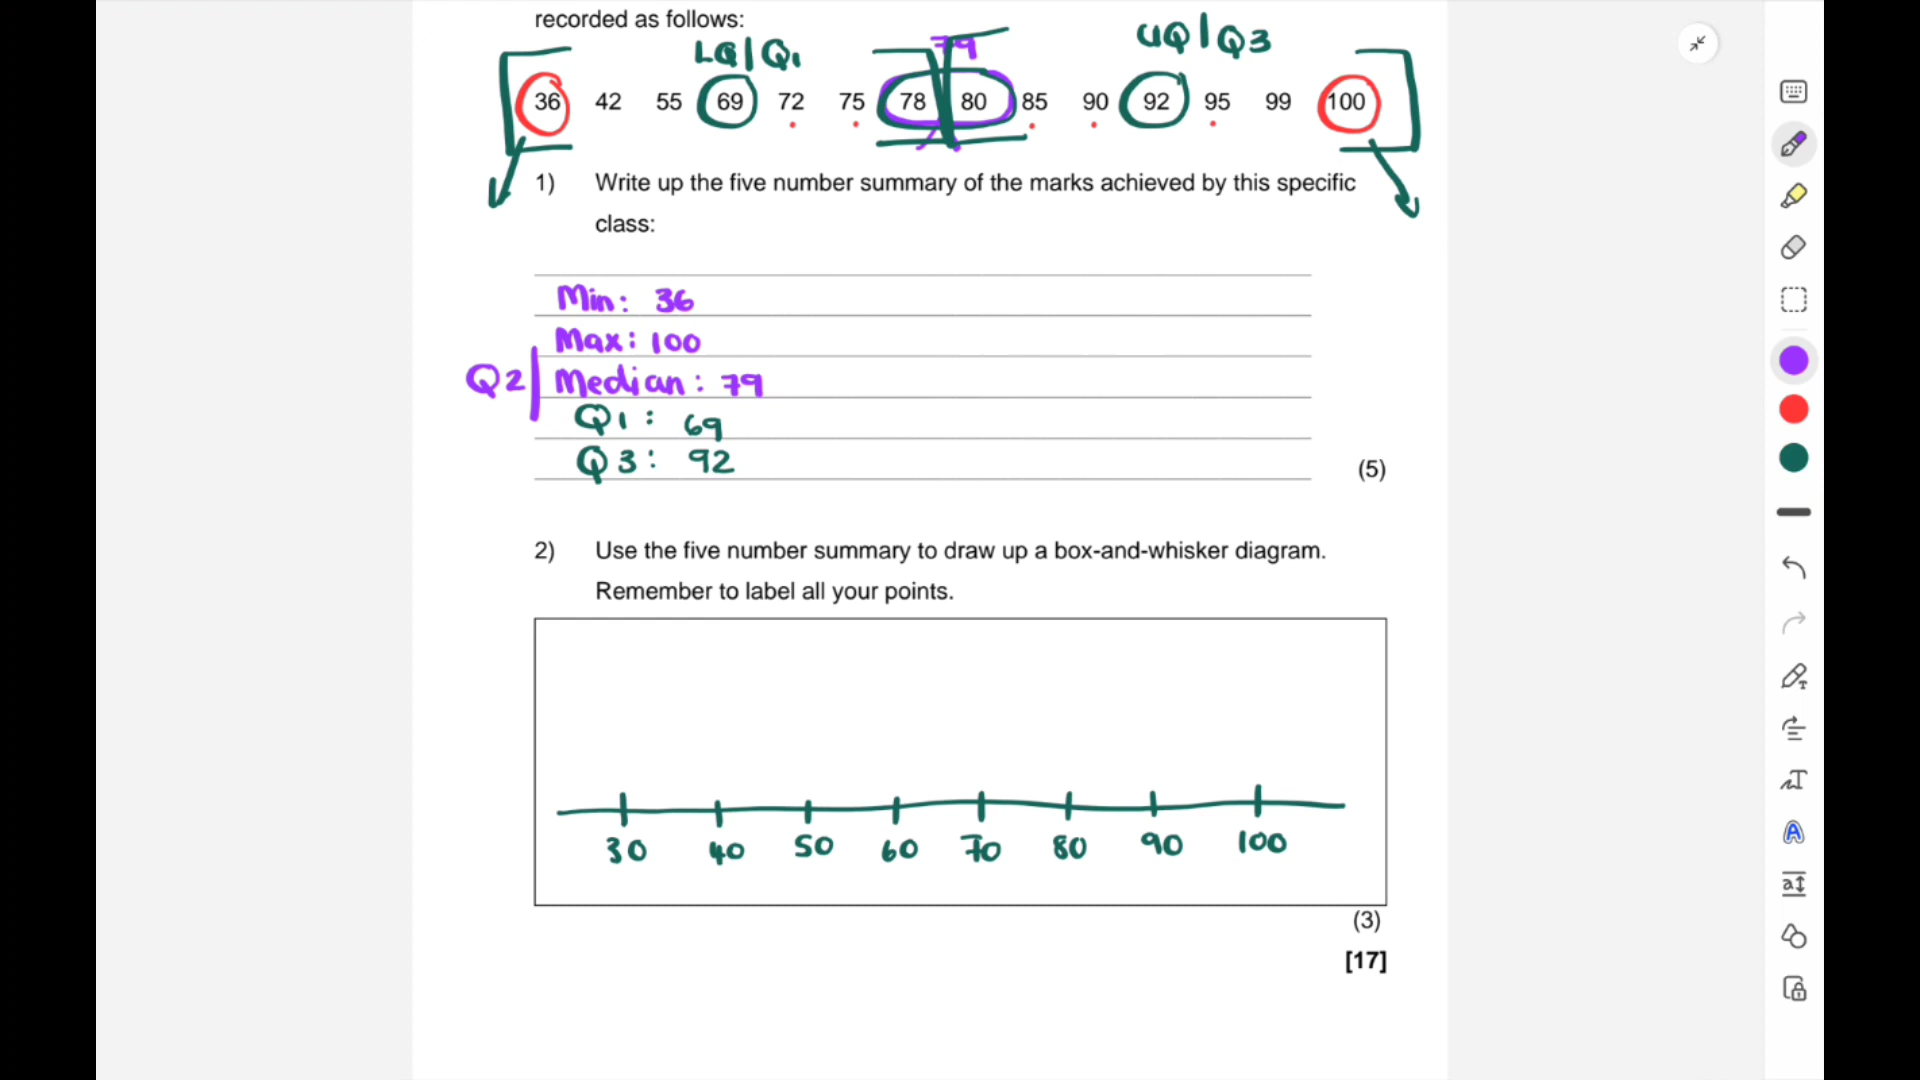 recorded as follows:
LQ|Q1 79 UQ|Q3
36 42 55 69 72 75 78 80 85 90 92 95 99 100
1) Write up the five number summary of the marks achieved by this specific
class:
Min: 36
Max: 100
Q2 Median: 79
Q1: 69
Q3: 92
(5)
2) Use the five number summary to draw up a box-and-whisker diagram.
Remember to label all your points.
30 40 50 60 70 80 90 100
(3)
[17]